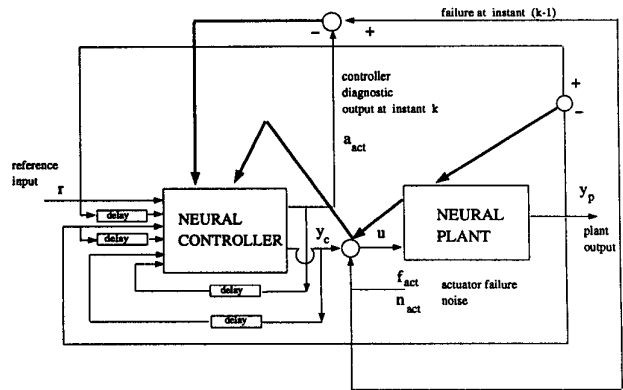 failure at instant (k-1)
− +
controller
diagnostic
output at instant k
+
−
a_act
reference
input
r
delay
delay
NEURAL
CONTROLLER
y_c
u
NEURAL
PLANT
y_p
plant
output
f_act
n_act
actuator failure
noise
delay
delay